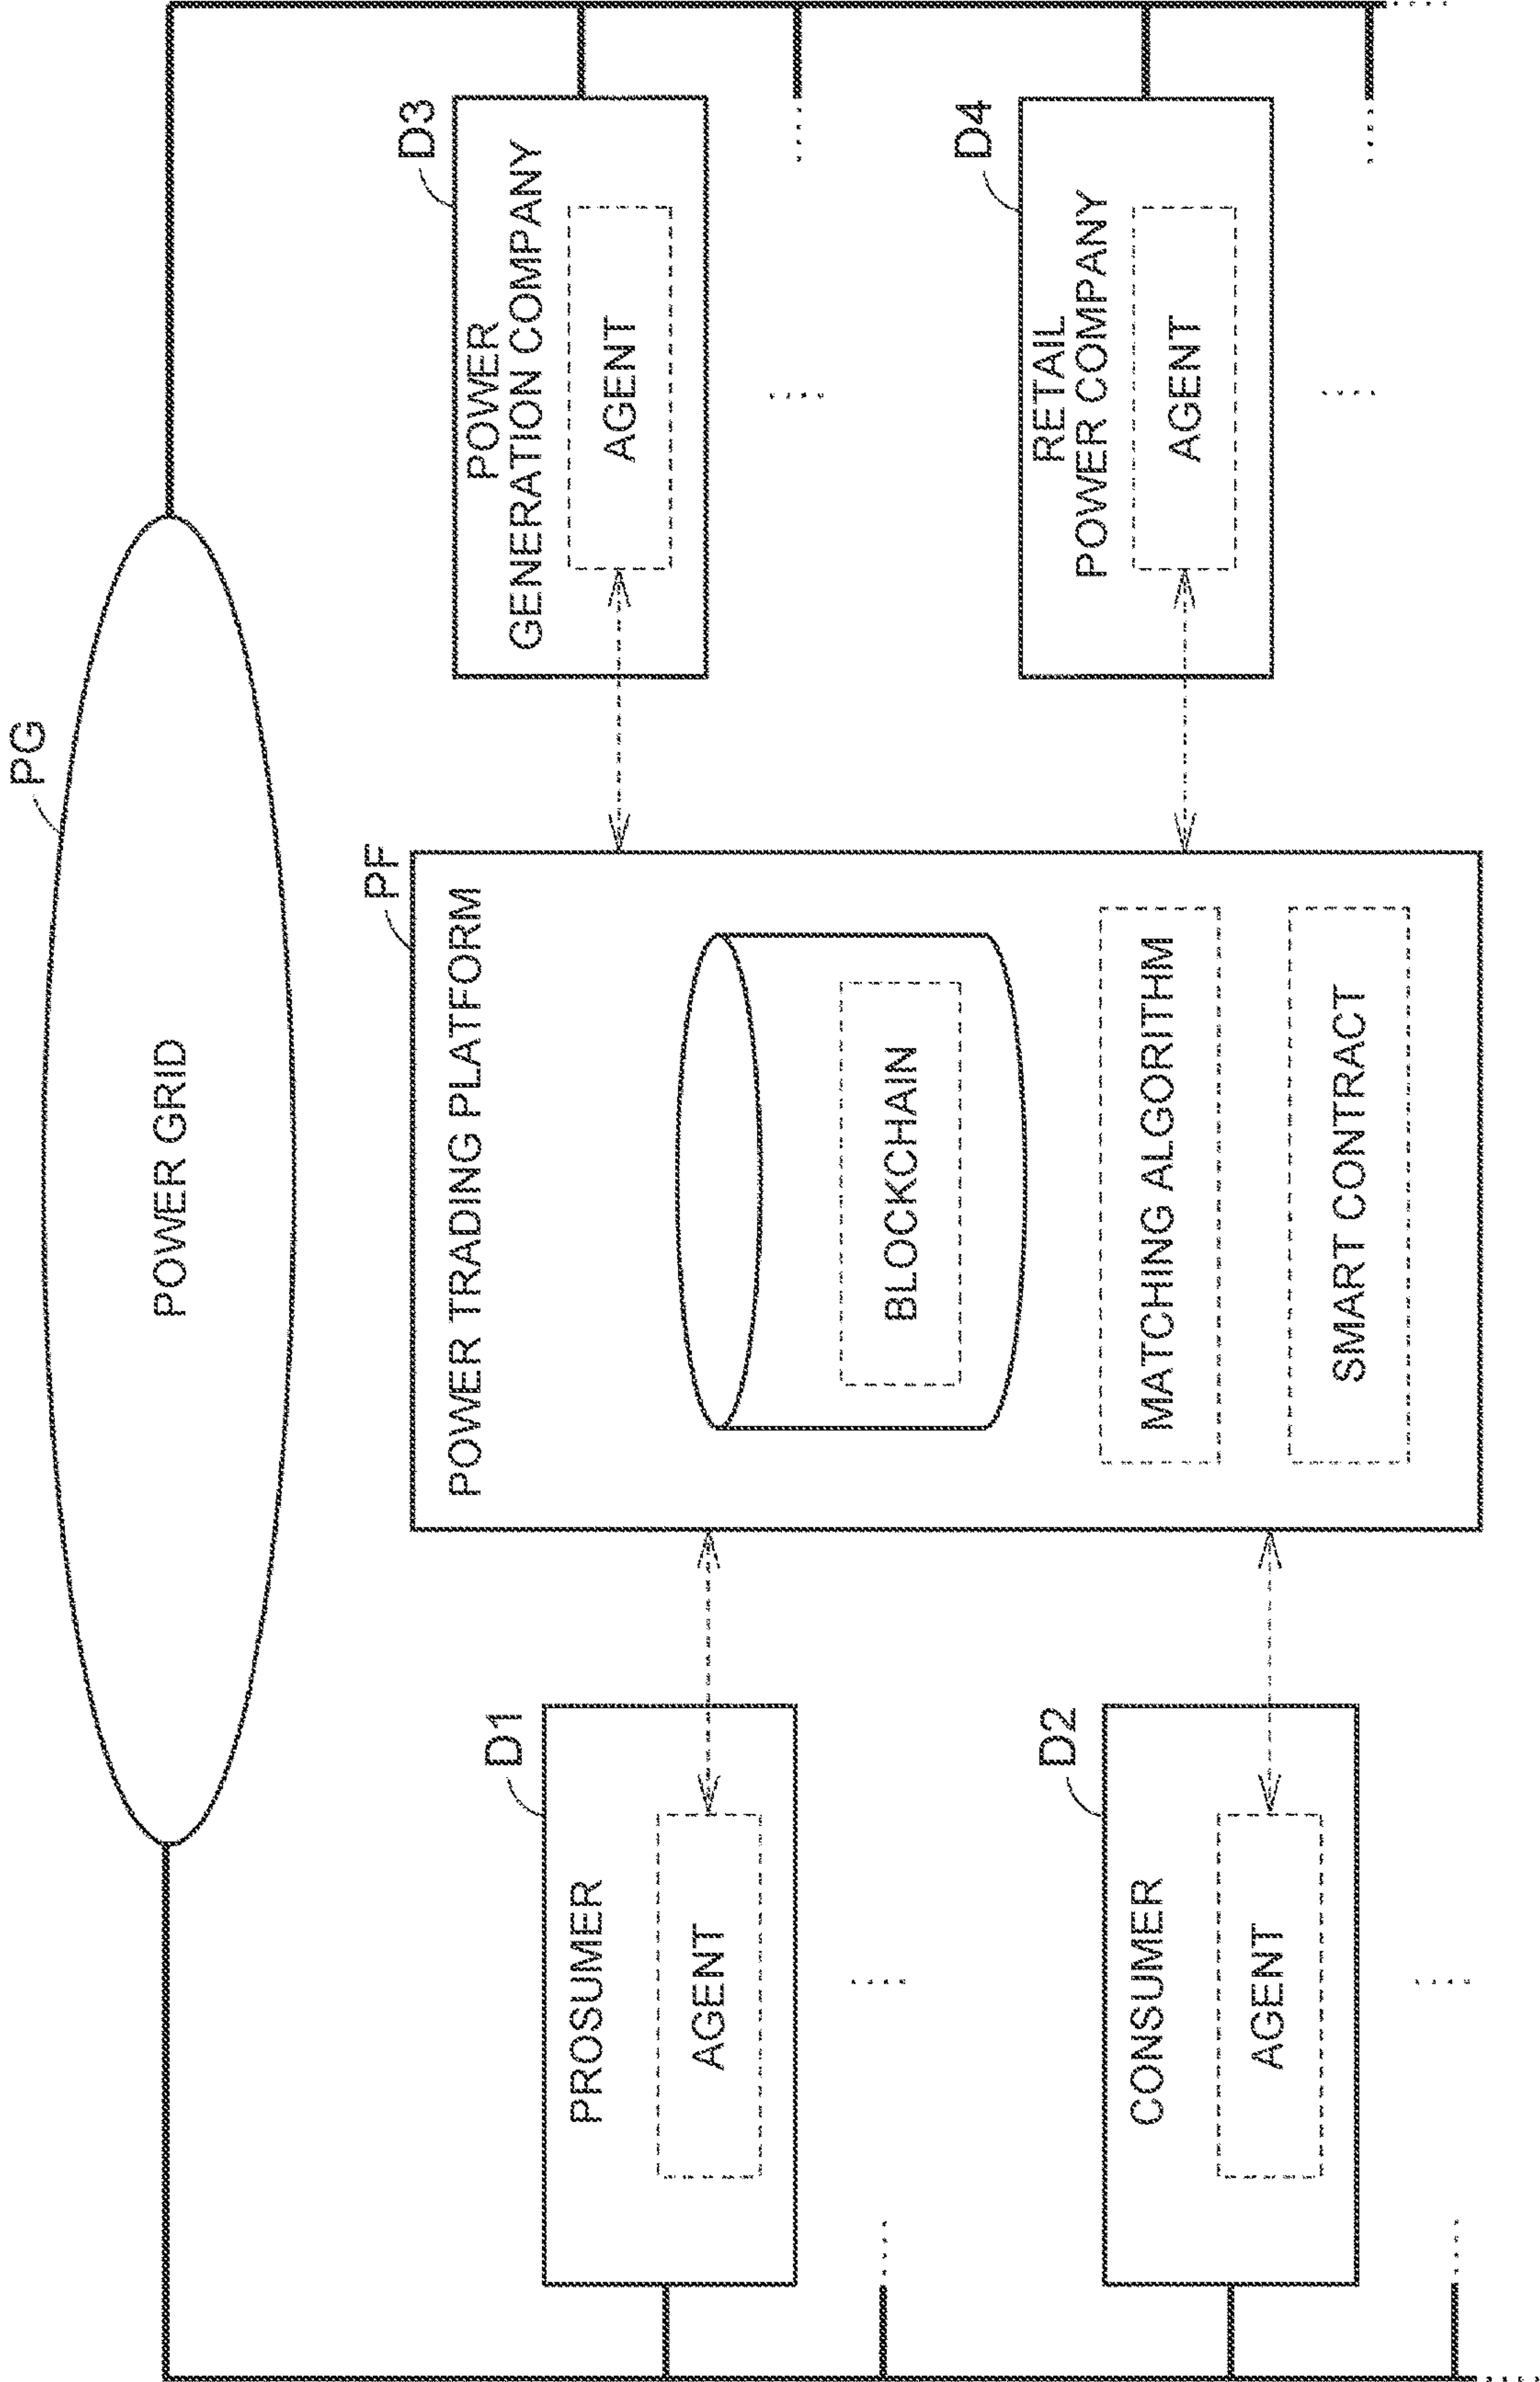 PG
POWER GRID
PF
POWER TRADING PLATFORM
BLOCKCHAIN
MATCHING ALGORITHM
SMART CONTRACT
D1
PROSUMER
AGENT
D2
CONSUMER
AGENT
D3
POWER
GENERATION COMPANY
AGENT
D4
RETAIL
POWER COMPANY
AGENT